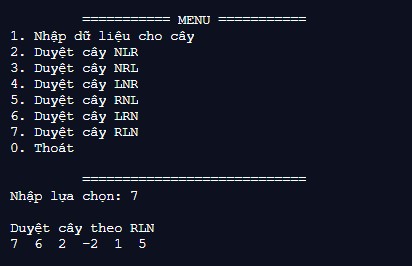 =========== MENU ===========
1. Nhập dữ liệu cho cây
2. Duyệt cây NLR
3. Duyệt cây NRL
4. Duyệt cây LNR
5. Duyệt cây RNL
6. Duyệt cây LRN
7. Duyệt cây RLN
0. Thoát
============================
Nhập lựa chọn: 7
Duyệt cây theo RLN
7 6 2 -2 1 5